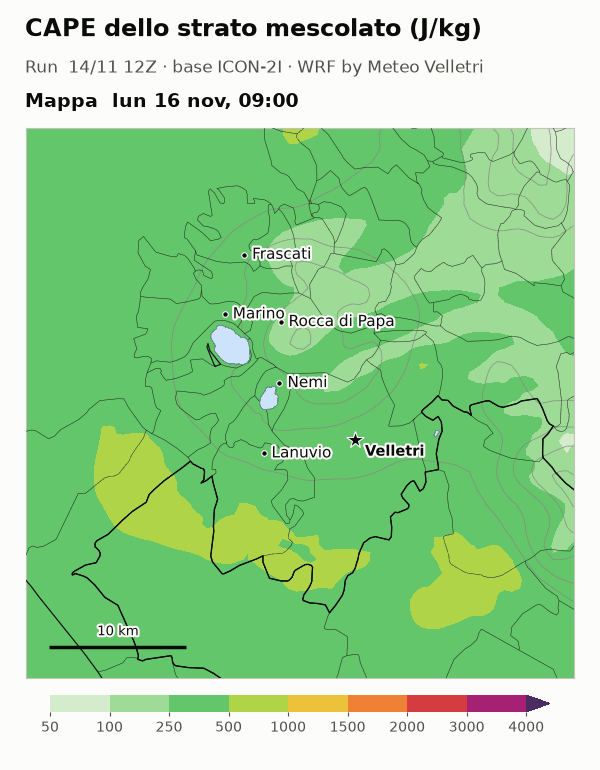 CAPE dello strato mescolato (J/kg)
Run  14/11 12Z · base ICON-2I · WRF by Meteo Velletri
Mappa  lun 16 nov, 09:00
Frascati
Marino
Rocca di Papa
Nemi
Velletri
Lanuvio
10 km
50 100 250 500 1000 1500 2000 3000 4000